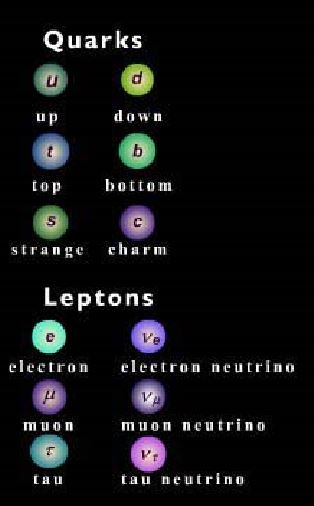 Quarks
u d
up down
t b
top bottom
s c
strange charm
Leptons
e νe
electron electron neutrino
μ νμ
muon muon neutrino
τ ντ
tau tau neutrino